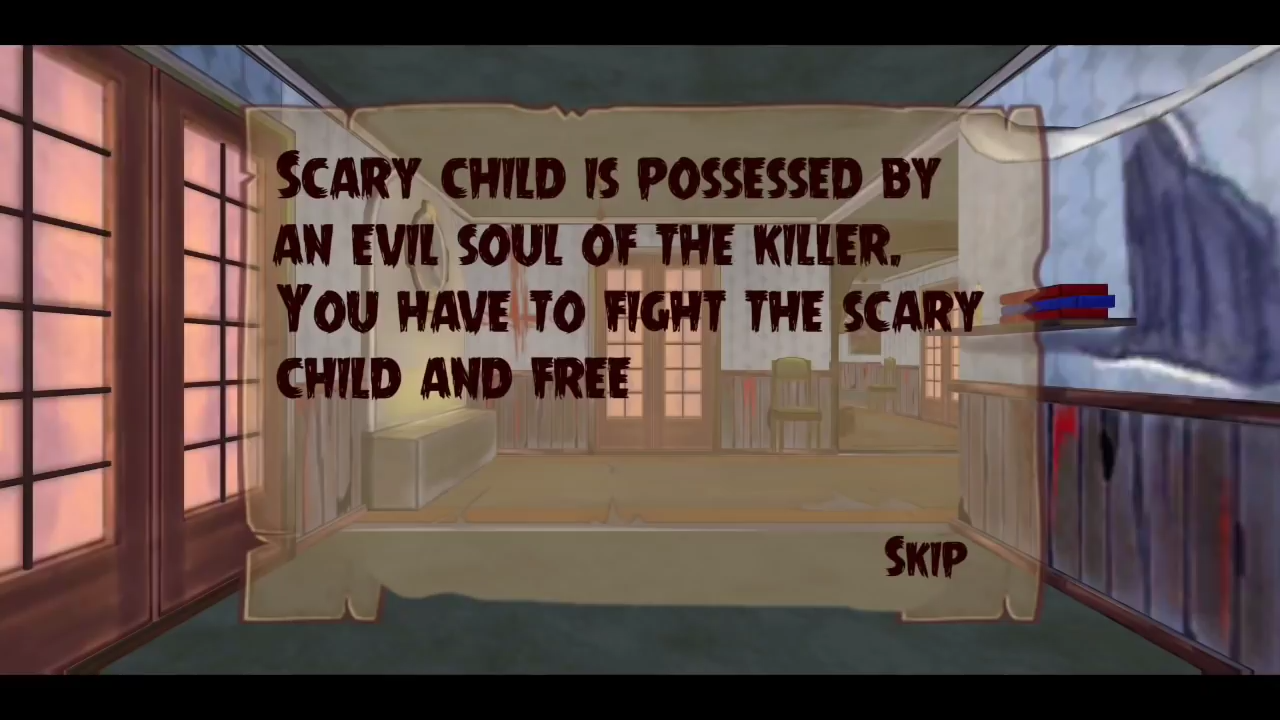 Scary child is possessed by
an evil soul of the killer.
You have to fight the scary
child and free
Skip